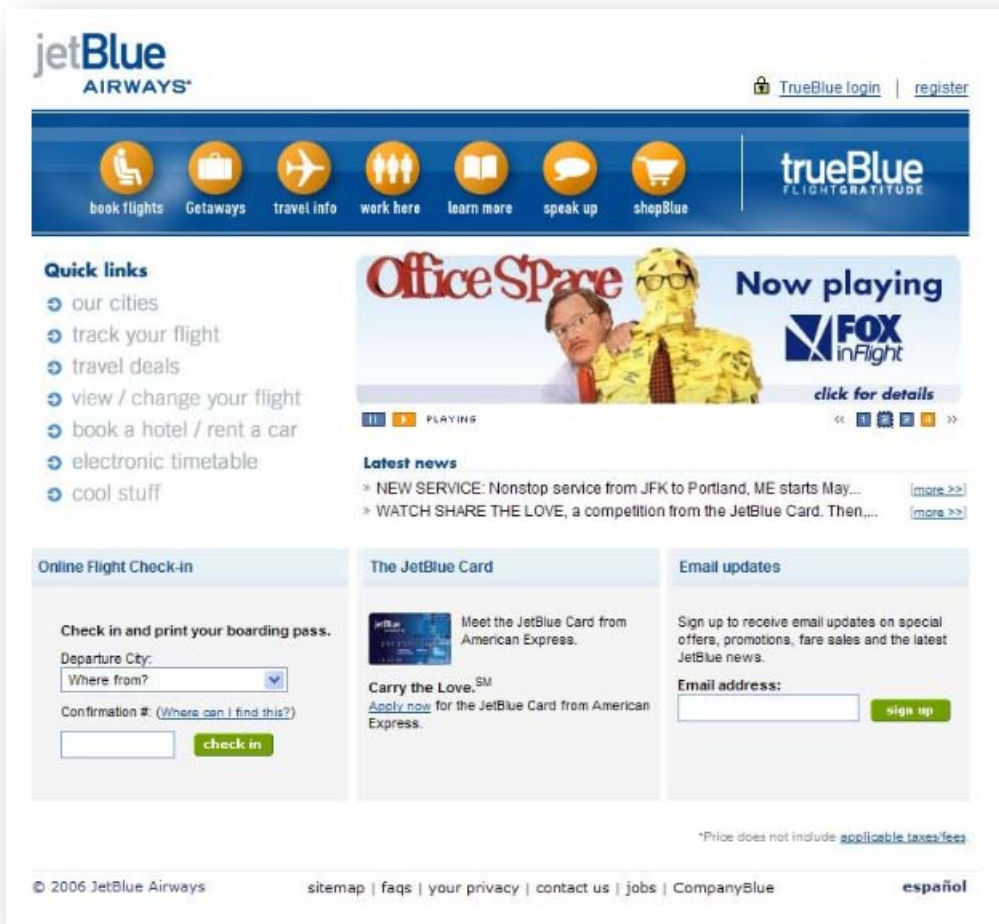 jetBlue
AIRWAYS®
TrueBlue login | register
book flights Getaways travel info work here learn more speak up shopBlue
trueBlue
FLIGHTGRATITUDE
Quick links
our cities
track your flight
travel deals
view / change your flight
book a hotel / rent a car
electronic timetable
cool stuff
Office Space
Now playing
FOX
inFlight
click for details
PLAYING
« 1 2 3 4 »
Latest news
» NEW SERVICE: Nonstop service from JFK to Portland, ME starts May... [more >>]
» WATCH SHARE THE LOVE, a competition from the JetBlue Card. Then,... [more >>]
Online Flight Check-in
Check in and print your boarding pass.
Departure City:
Where from?
Confirmation #: (Where can I find this?)
check in
The JetBlue Card
jetBlue
Meet the JetBlue Card from
American Express.
Carry the Love.SM
Apply now for the JetBlue Card from American
Express.
Email updates
Sign up to receive email updates on special
offers, promotions, fare sales and the latest
JetBlue news.
Email address:
sign up
*Price does not include applicable taxes/fees
© 2006 JetBlue Airways
sitemap | faqs | your privacy | contact us | jobs | CompanyBlue
español